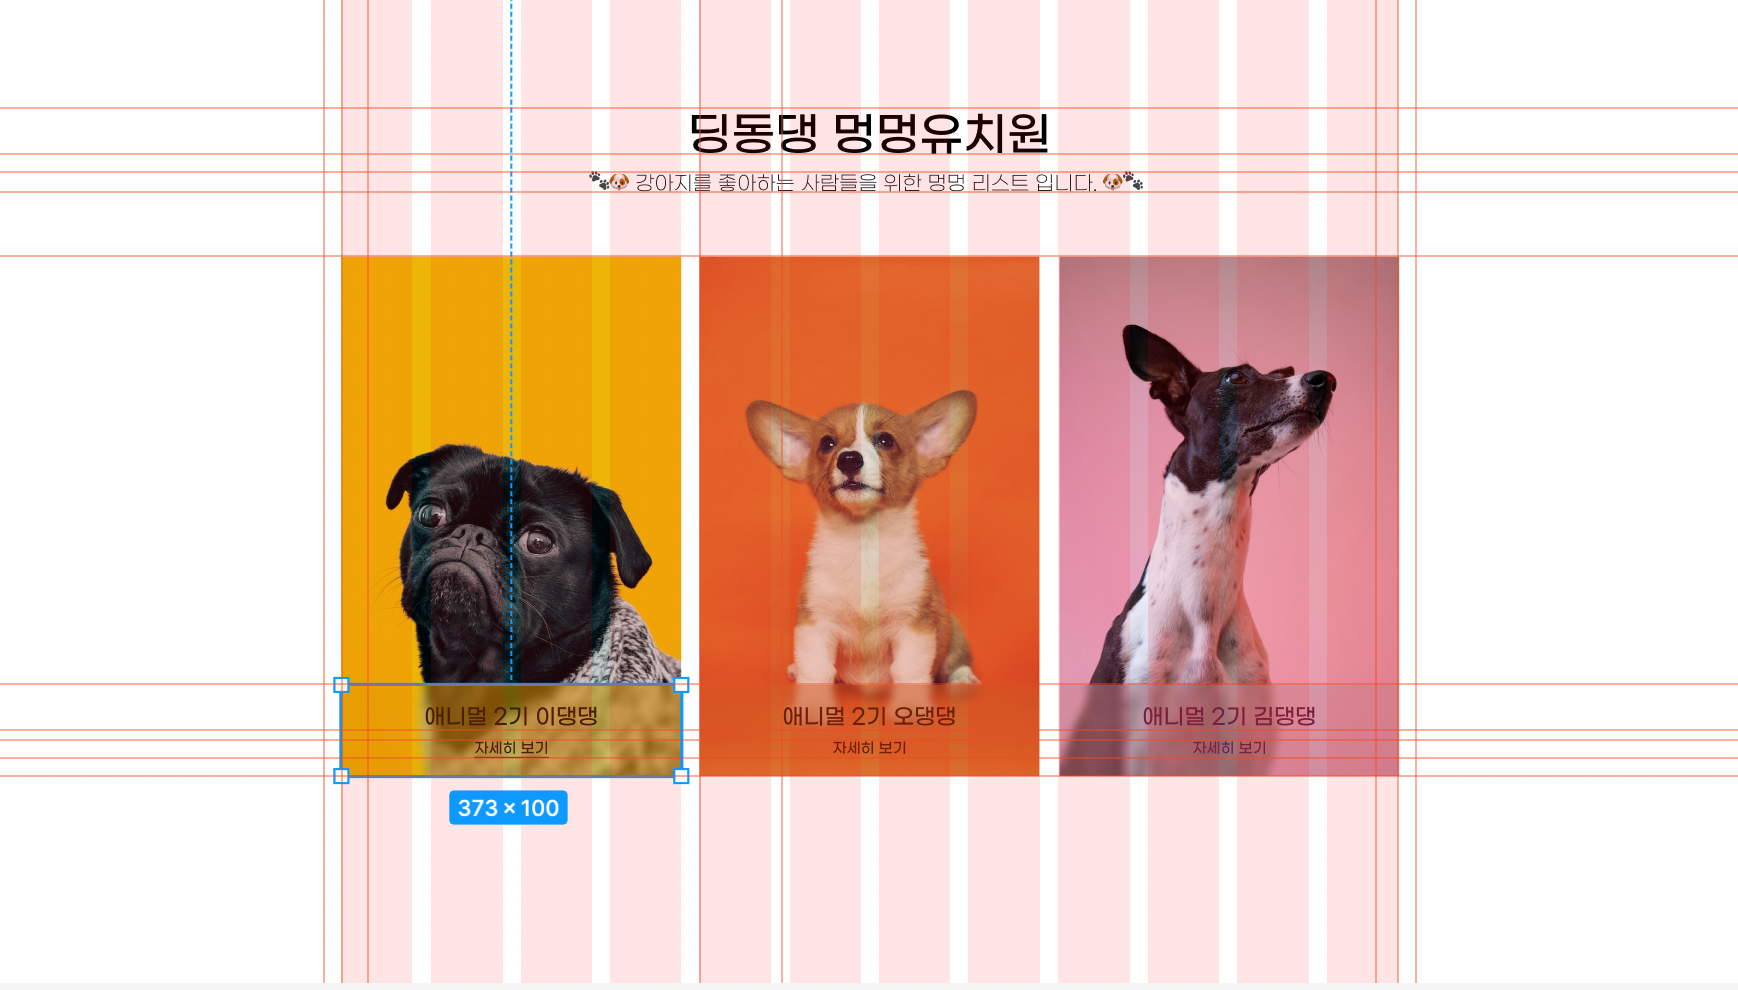 딩동댕 멍멍유치원
🐾🐶 강아지를 좋아하는 사람들을 위한 멍멍 리스트 입니다. 🐶🐾
애니멀 2기 이댕댕
자세히 보기
애니멀 2기 오댕댕
자세히 보기
애니멀 2기 김댕댕
자세히 보기
373 × 100